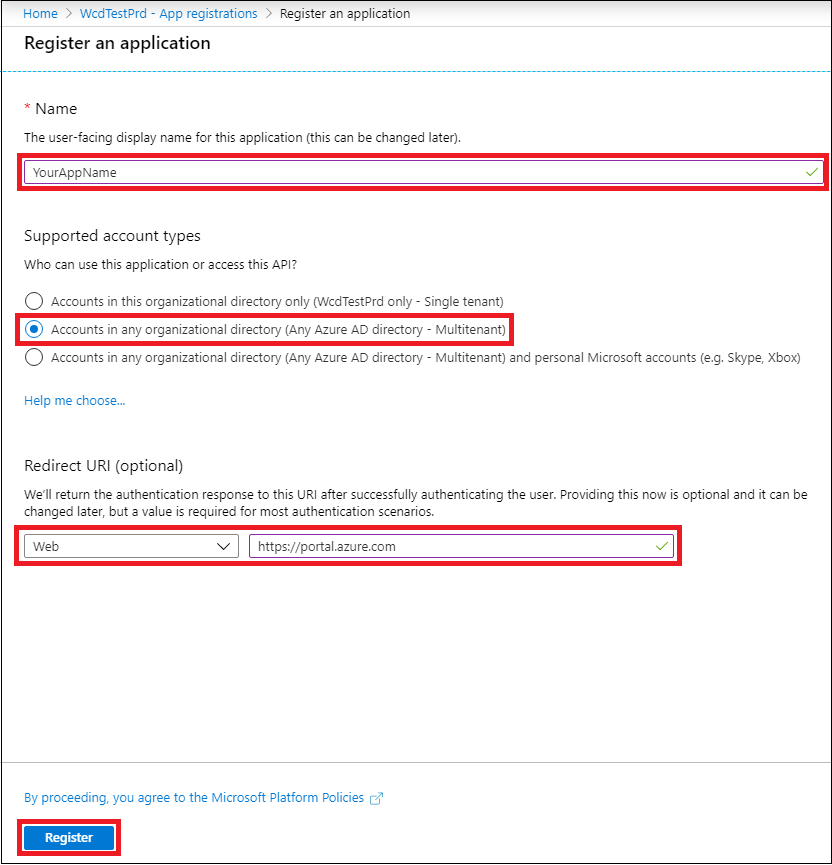 Home > WcdTestPrd - App registrations > Register an application
Register an application
* Name
The user-facing display name for this application (this can be changed later).
YourAppName
Supported account types
Who can use this application or access this API?
Accounts in this organizational directory only (WcdTestPrd only - Single tenant)
Accounts in any organizational directory (Any Azure AD directory - Multitenant)
Accounts in any organizational directory (Any Azure AD directory - Multitenant) and personal Microsoft accounts (e.g. Skype, Xbox)
Help me choose...
Redirect URI (optional)
We'll return the authentication response to this URI after successfully authenticating the user. Providing this now is optional and it can be
changed later, but a value is required for most authentication scenarios.
Web https://portal.azure.com
By proceeding, you agree to the Microsoft Platform Policies
Register